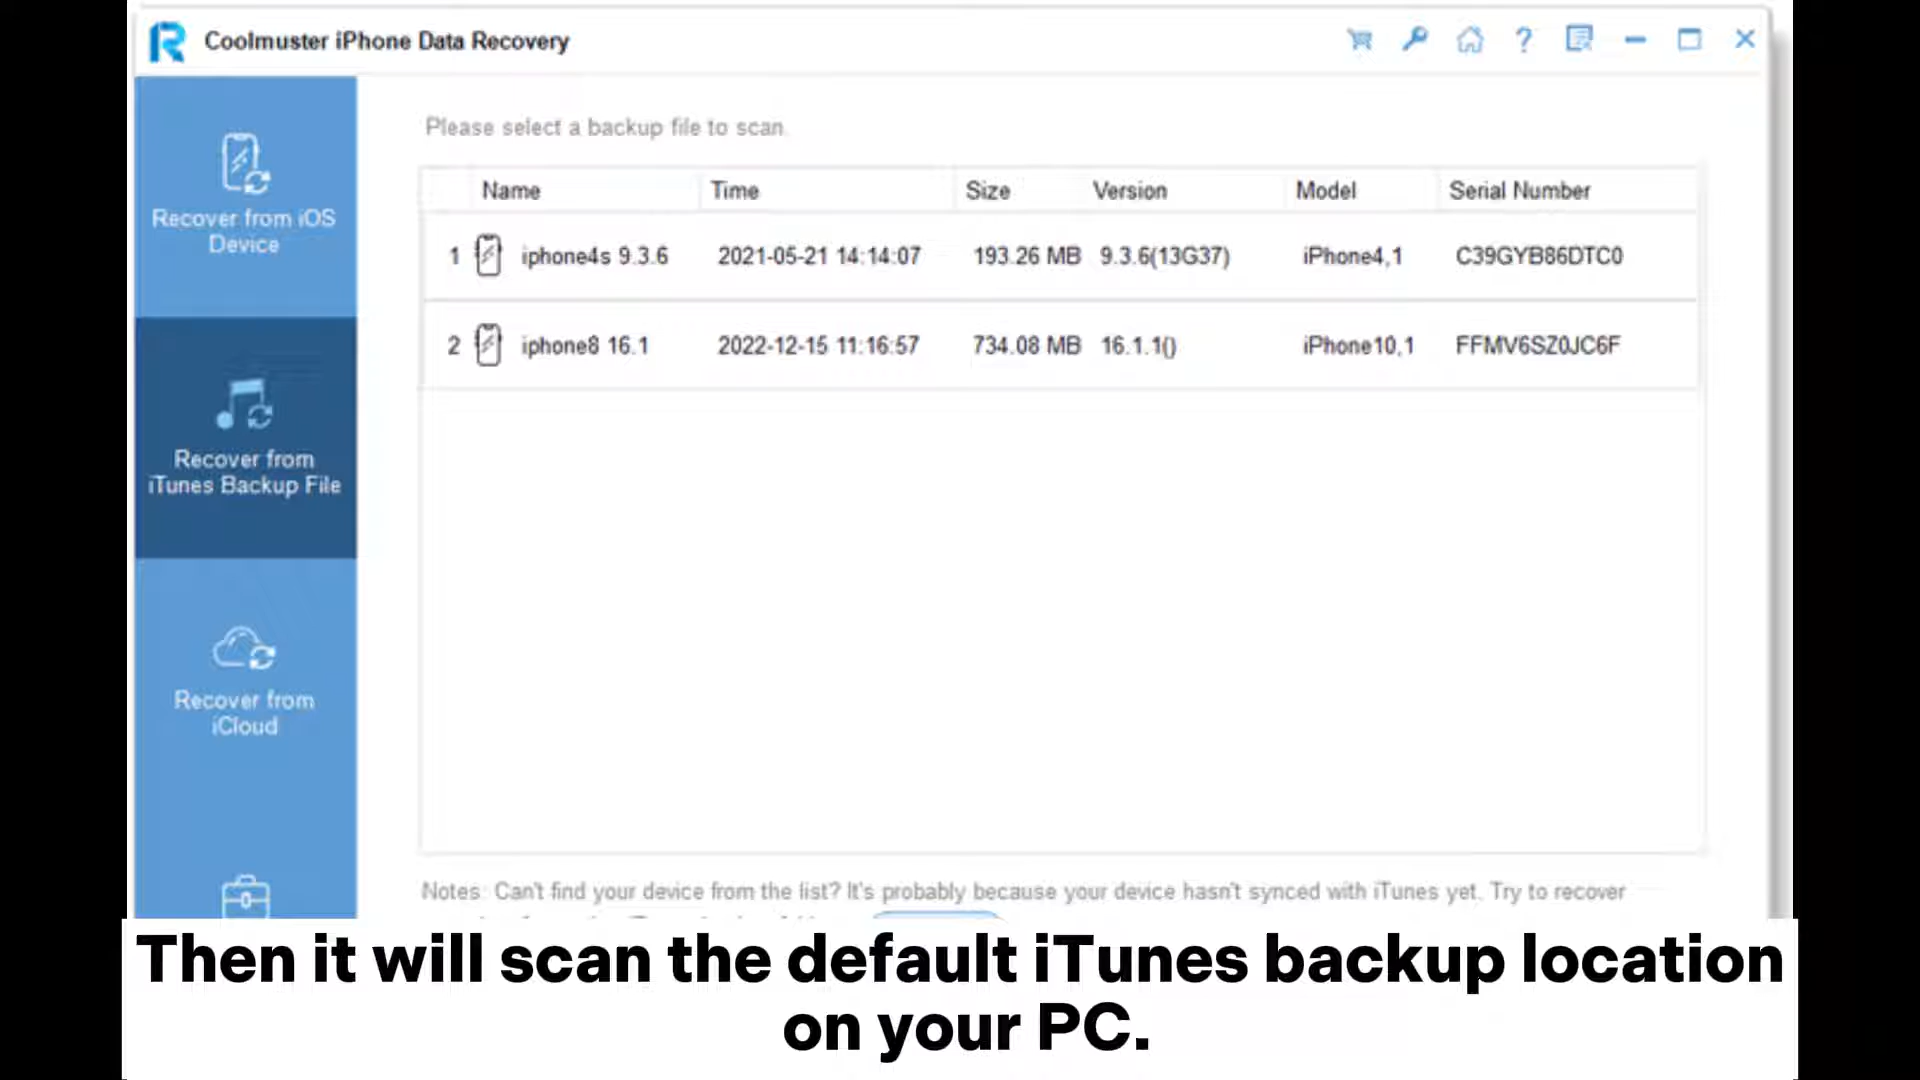 Coolmuster iPhone Data Recovery
Recover from iOS
Device
Recover from
iTunes Backup File
Recover from
iCloud
Please select a backup file to scan.
Name Time Size Version Model Serial Number
1 iphone4s 9.3.6 2021-05-21 14:14:07 193.26 MB 9.3.6(13G37) iPhone4,1 C39GYB86DTC0
2 iphone8 16.1 2022-12-15 11:16:57 734.08 MB 16.1.1() iPhone10,1 FFMV6SZ0JC6F
Notes: Can't find your device from the list? It's probably because your device hasn't synced with iTunes yet. Try to recover
Then it will scan the default iTunes backup location
on your PC.